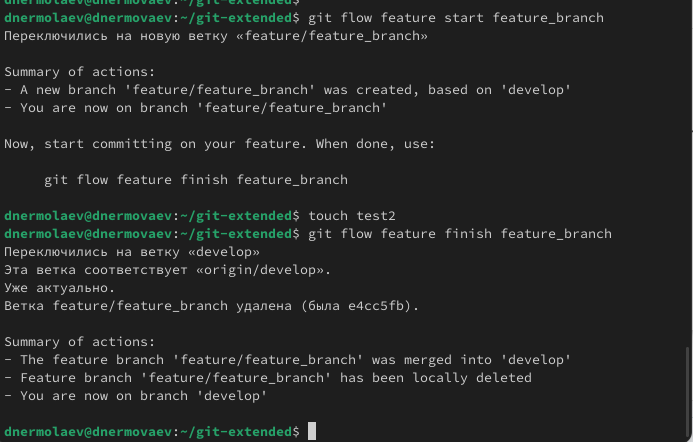 dnermolaev@dnermovaev:~/git-extended$
dnermolaev@dnermovaev:~/git-extended$ git flow feature start feature_branch
Переключились на новую ветку «feature/feature_branch»
Summary of actions:
- A new branch 'feature/feature_branch' was created, based on 'develop'
- You are now on branch 'feature/feature_branch'
Now, start committing on your feature. When done, use:
git flow feature finish feature_branch
dnermolaev@dnermovaev:~/git-extended$ touch test2
dnermolaev@dnermovaev:~/git-extended$ git flow feature finish feature_branch
Переключились на ветку «develop»
Эта ветка соответствует «origin/develop».
Уже актуально.
Ветка feature/feature_branch удалена (была e4cc5fb).
Summary of actions:
- The feature branch 'feature/feature_branch' was merged into 'develop'
- Feature branch 'feature/feature_branch' has been locally deleted
- You are now on branch 'develop'
dnermolaev@dnermovaev:~/git-extended$